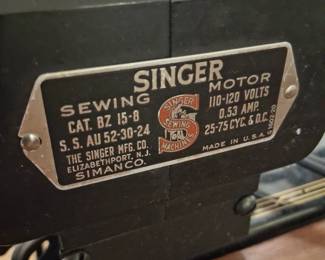 SINGER
SEWING MOTOR
CAT. BZ 15-8
S.S. AU 52-30-24
THE SINGER MFG. CO.
ELIZABETHPORT, N.J.
SIMANCO.
SINGER
SEWING
MACHINES
110-120 VOLTS
0.53 AMP.
25-75 CYC. & D.C.
MADE IN U.S.A.